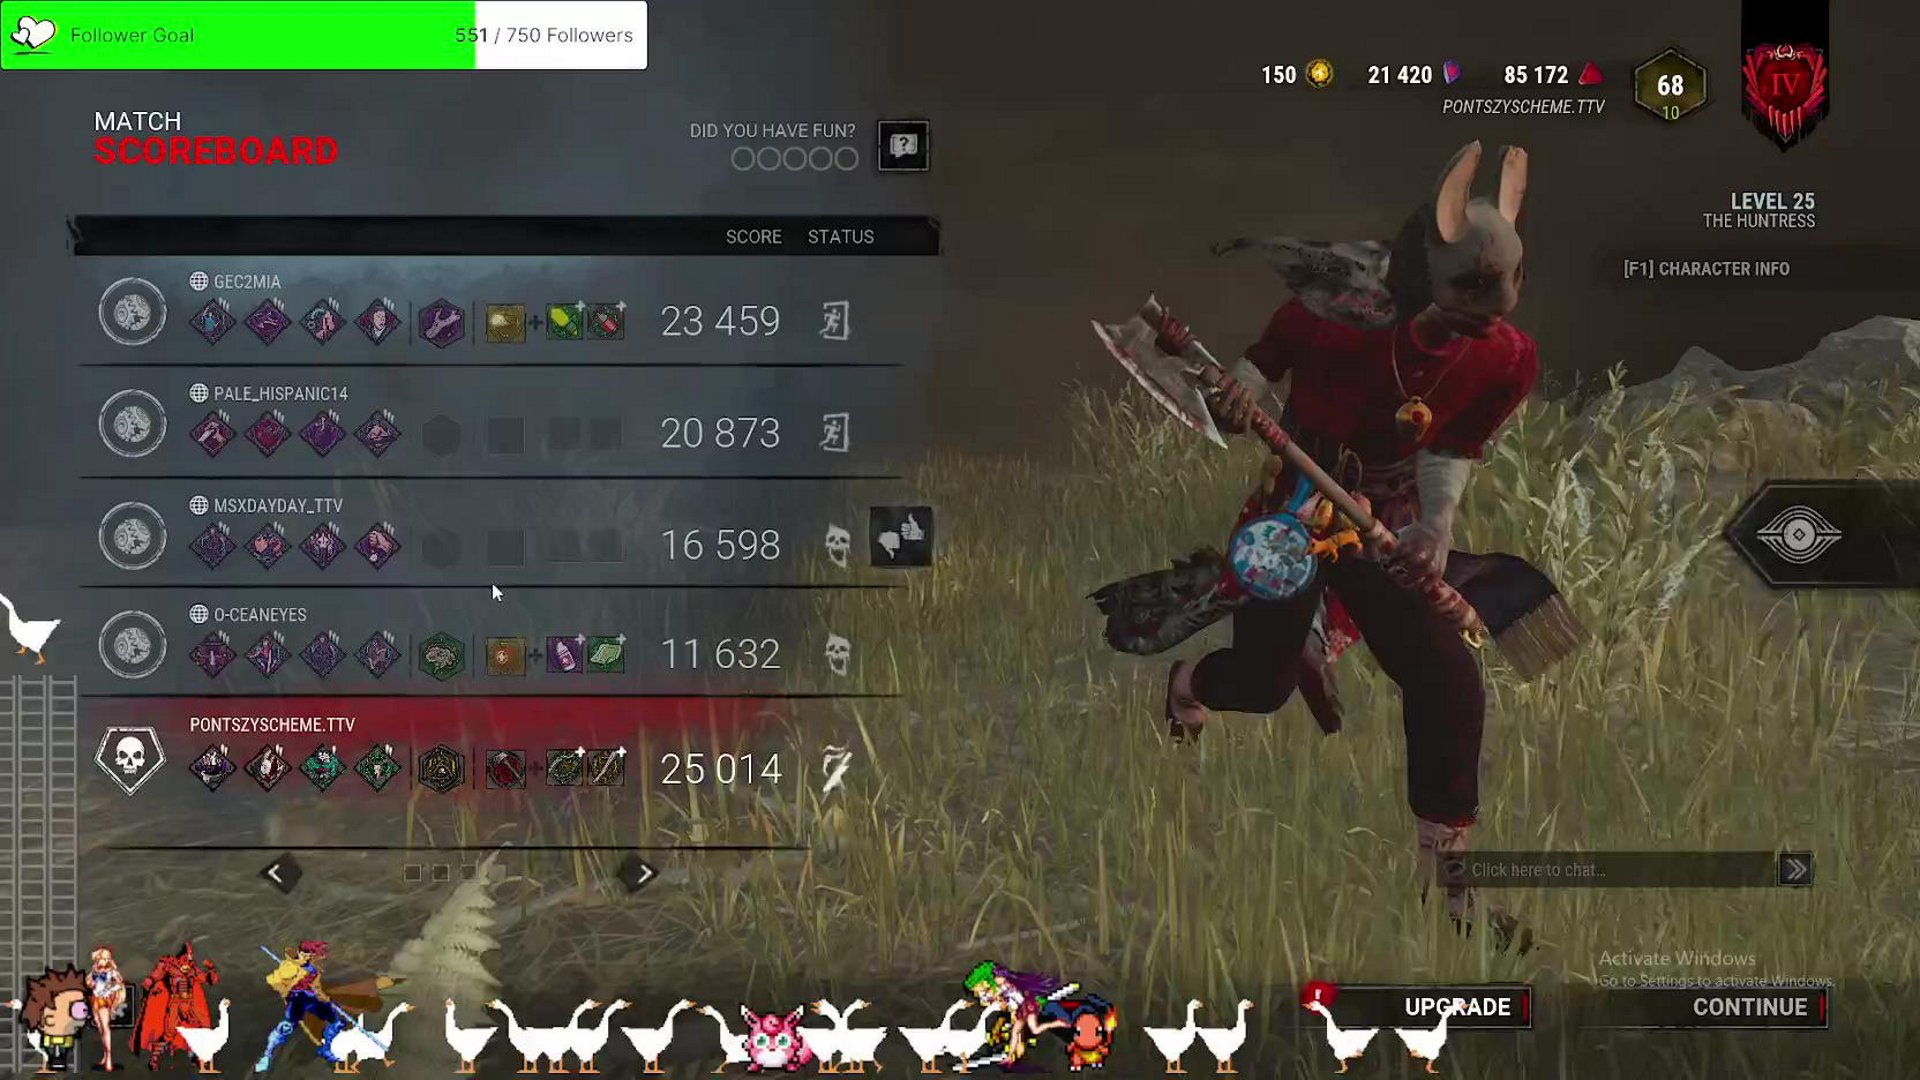 Follower Goal 551 / 750 Followers
150 21 420 85 172
PONTSZYSCHEME.TTV
68
10
IV
MATCH
SCOREBOARD
DID YOU HAVE FUN?
?
LEVEL 25
THE HUNTRESS
[F1] CHARACTER INFO
SCORE STATUS
GEC2MIA
23 459
PALE_HISPANIC14
20 873
MSXDAYDAY_TTV
16 598
O-CEANEYES
11 632
PONTSZYSCHEME.TTV
25 014
Click here to chat...
Activate Windows
Go to Settings to activate Windows.
!
UPGRADE CONTINUE